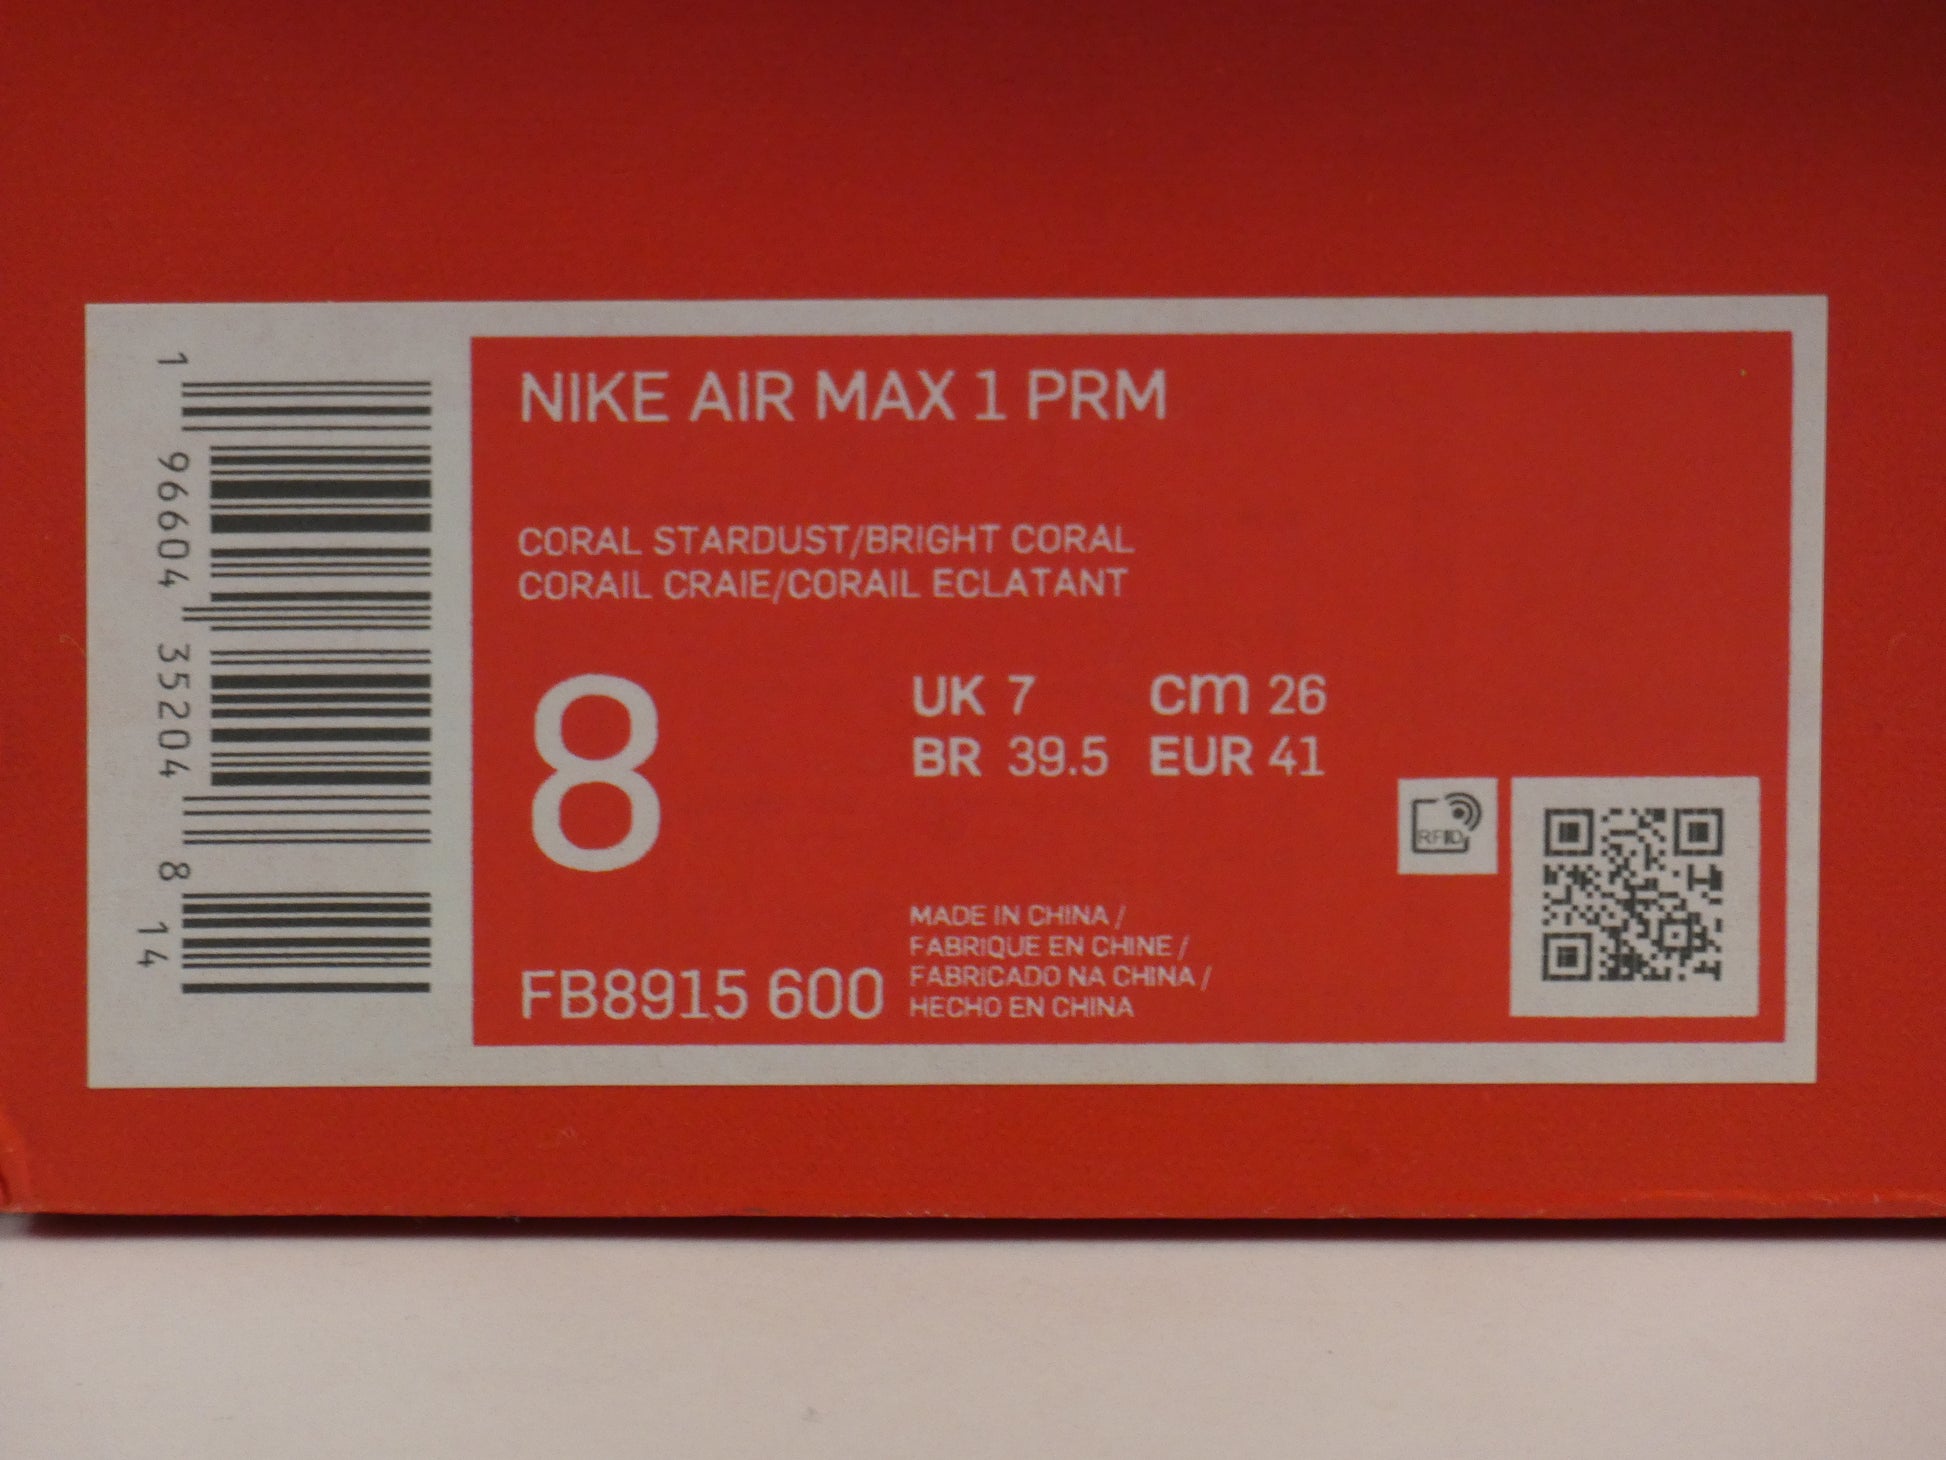 1 96604 35204 8 14
NIKE AIR MAX 1 PRM
CORAL STARDUST/BRIGHT CORAL
CORAIL CRAIE/CORAIL ECLATANT
8
UK 7 cm 26
BR 39.5 EUR 41
RFID
MADE IN CHINA /
FABRIQUE EN CHINE /
FABRICADO NA CHINA /
HECHO EN CHINA
FB8915 600